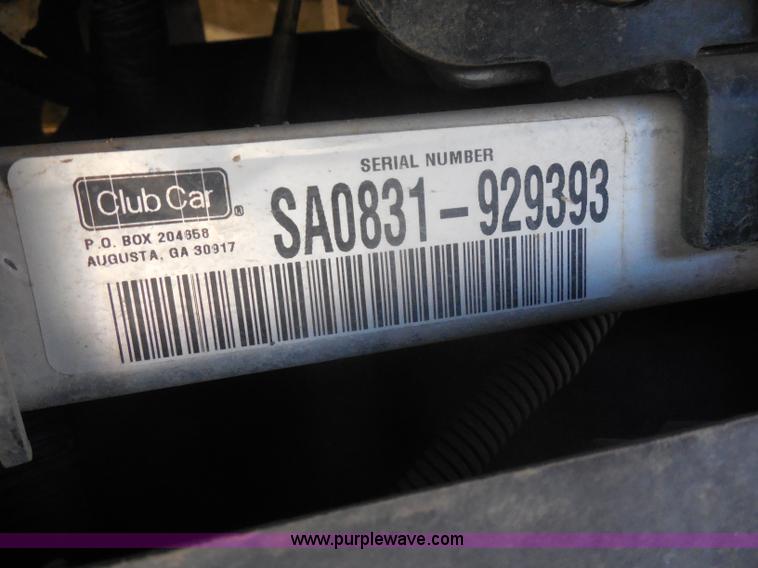 SERIAL NUMBER
Club Car®
SA0831-929393
P.O. BOX 204658
AUGUSTA, GA 30917
www.purplewave.com